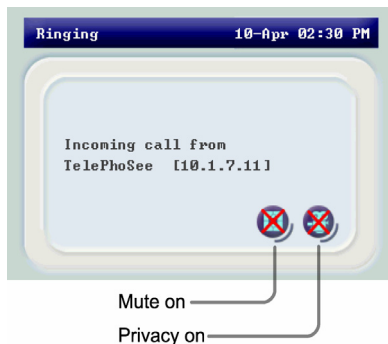 Ringing 10-Apr 02:30 PM
Incoming call from
TelePhoSee [10.1.7.11]
Mute on
Privacy on